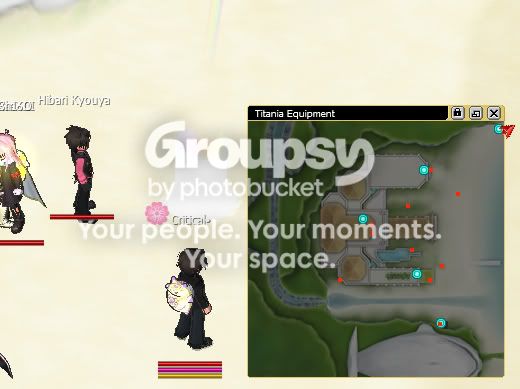 Hibari Kyouya
Titania Equipment
Groupsy
by photobucket
Critical>
Your people. Your moments.
Your space.